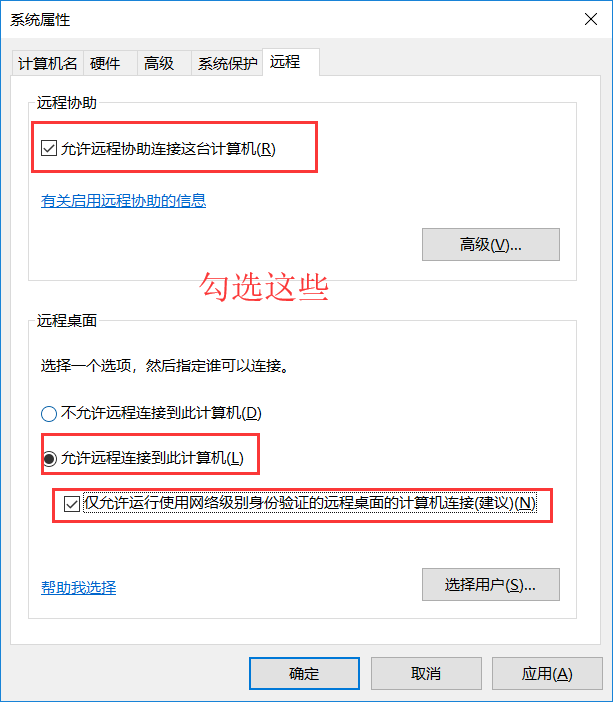 系统属性
计算机名 硬件 高级 系统保护 远程
远程协助
允许远程协助连接这台计算机(R)
有关启用远程协助的信息
高级(V)...
勾选这些
远程桌面
选择一个选项，然后指定谁可以连接。
不允许远程连接到此计算机(D)
允许远程连接到此计算机(L)
仅允许运行使用网络级别身份验证的远程桌面的计算机连接(建议)(N)
帮助我选择
选择用户(S)...
确定 取消 应用(A)